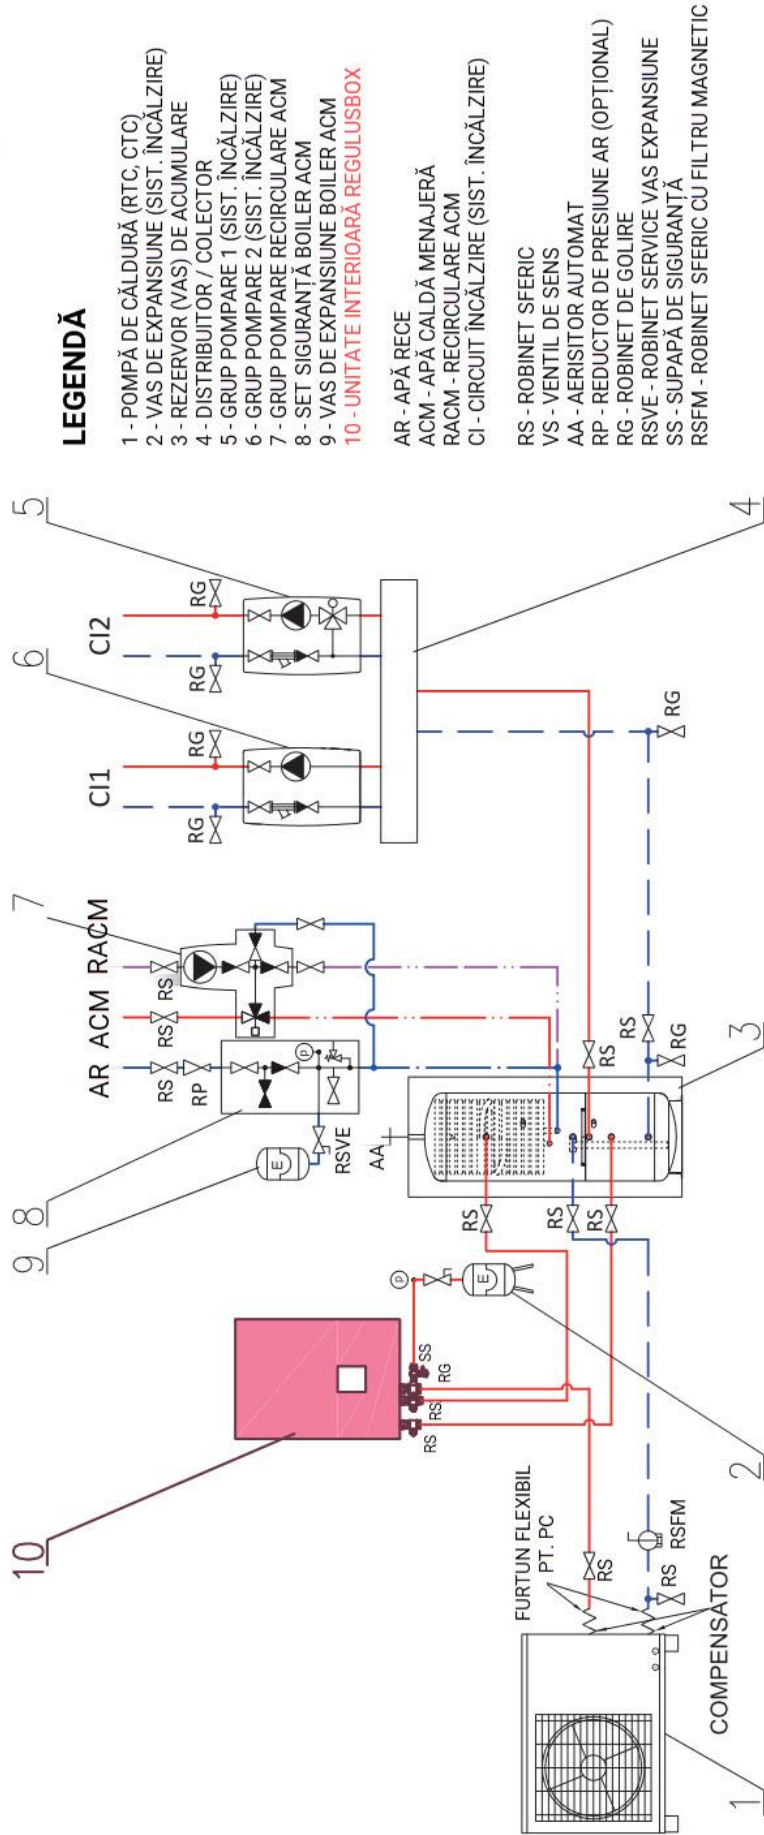 LEGENDĂ
1 - POMPĂ DE CĂLDURĂ (RTC, CTC)
2 - VAS DE EXPANSIUNE (SIST. ÎNCĂLZIRE)
3 - REZERVOR (VAS) DE ACUMULARE
4 - DISTRIBUTOR / COLECTOR
5 - GRUP POMPARE 1 (SIST. ÎNCĂLZIRE)
6 - GRUP POMPARE 2 (SIST. ÎNCĂLZIRE)
7 - GRUP POMPARE RECIRCULARE ACM
8 - SET SIGURANȚĂ BOILER ACM
9 - VAS DE EXPANSIUNE BOILER ACM
10 - UNITATE INTERIOARĂ REGULUSBOX
AR - APĂ RECE
ACM - APĂ CALDĂ MENAJERĂ
RACM - RECIRCULARE ACM
CI - CIRCUIT ÎNCĂLZIRE (SIST. ÎNCĂLZIRE)
RS - ROBINET SFERIC
VS - VENTIL DE SENS
AA - AERISITOR AUTOMAT
RP - REDUCTOR DE PRESIUNE AR (OPȚIONAL)
RG - ROBINET DE GOLIRE
RSVE - ROBINET SERVICE VAS EXPANSIUNE
SS - SUPAPĂ DE SIGURANȚĂ
RSFM - ROBINET SFERIC CU FILTRU MAGNETIC
10
9
8
7
6
5
AR
ACM
RACM
CI1
CI2
RS
RS
RS
RP
RG
RG
RG
RG
P
E
RSVE
AA
P
E
SS
RG
RS
RS
RS
RS
RS
RS
RS
RG
RG
FURTUN FLEXIBIL
PT. PC
RS
RSFM
RS
COMPENSATOR
1
2
3
4